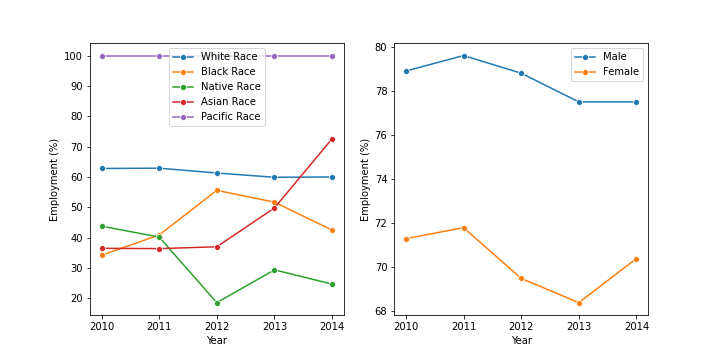 100
90
80
70
60
50
40
30
20
Employment (%)
2010 2011 2012 2013 2014
Year
White Race
Black Race
Native Race
Asian Race
Pacific Race
80
78
76
74
72
70
68
Employment (%)
2010 2011 2012 2013 2014
Year
Male
Female